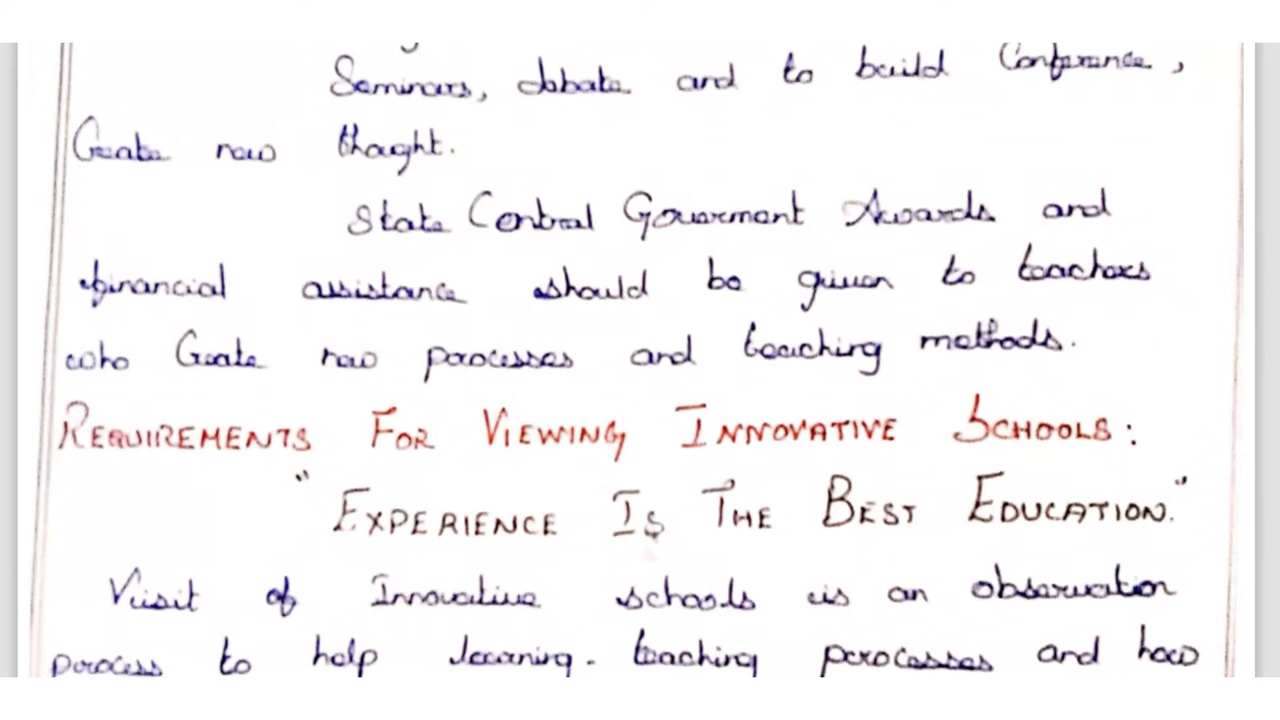 Seminars, debate and to build Conference,
Create new thought.
State Central Government Awards and
financial assistance should be given to teachers
who Create new processes and teaching methods.
REQUIREMENTS FOR VIEWING INNOVATIVE SCHOOLS:
"EXPERIENCE IS THE BEST EDUCATION."
Visit of Innovative schools is an observation
process to help learning - teaching processes and how